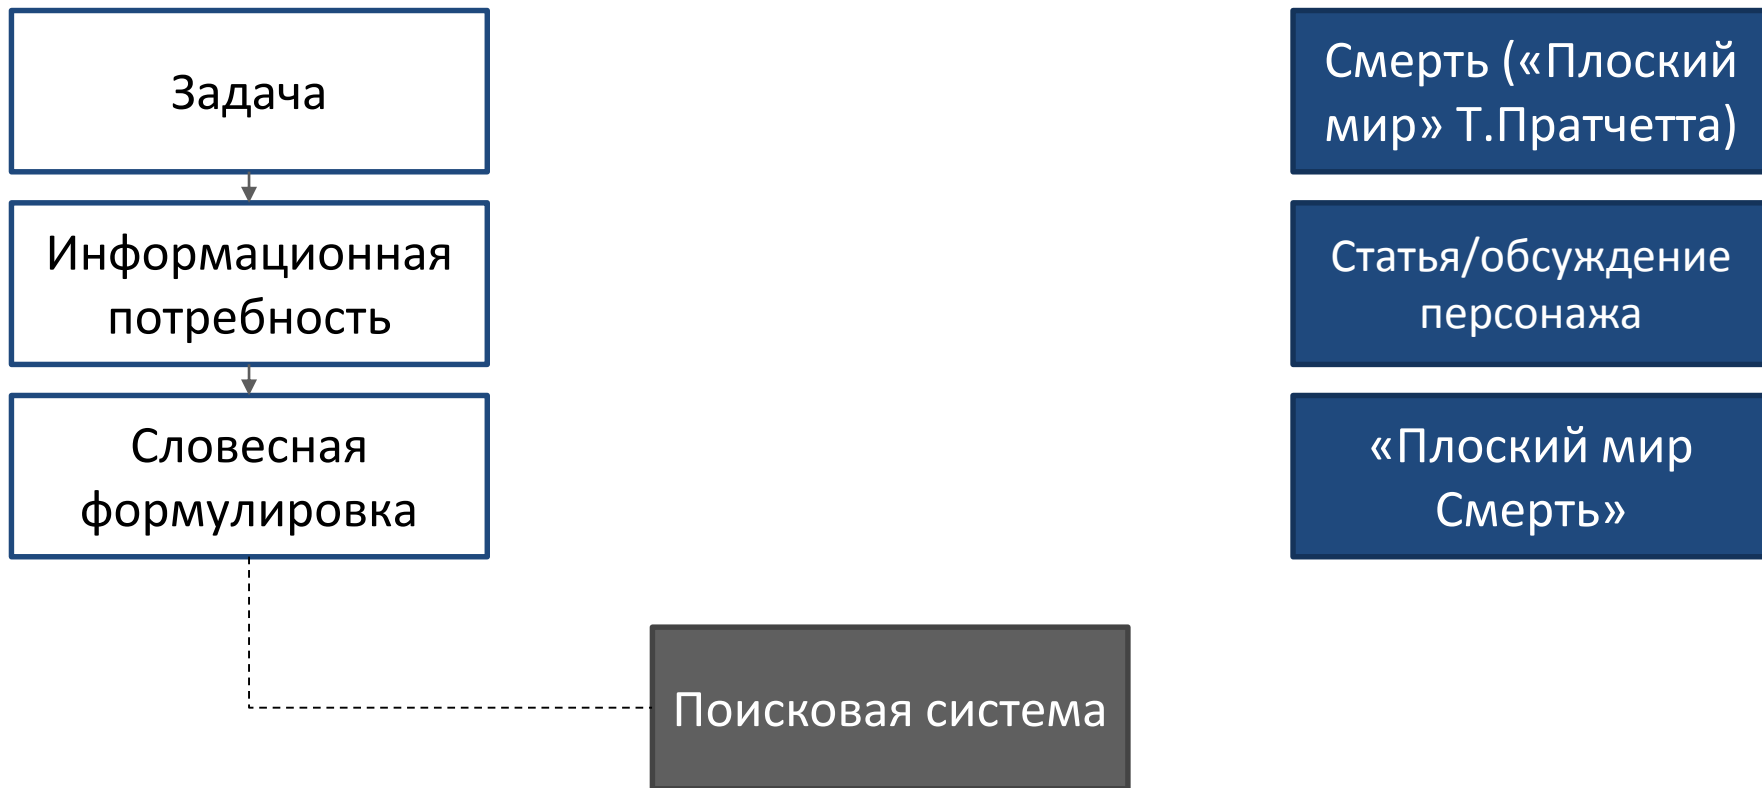 Задача
Смерть («Плоский
мир» Т.Пратчетта)
Информационная
потребность
Статья/обсуждение
персонажа
Словесная
формулировка
«Плоский мир
Смерть»
Поисковая система